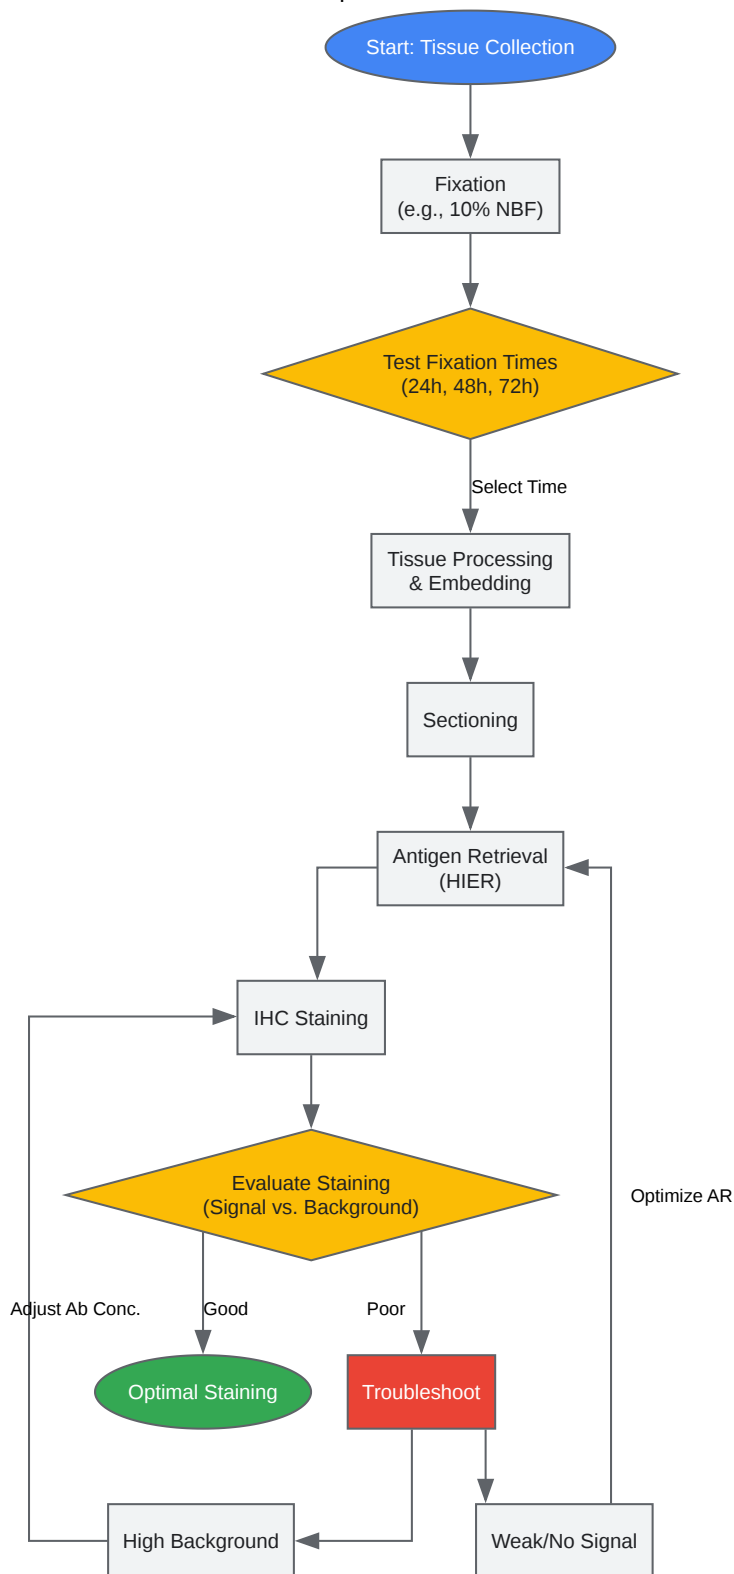 Start: Tissue Collection
Fixation
(e.g., 10% NBF)
Test Fixation Times
(24h, 48h, 72h)
Select Time
Tissue Processing
& Embedding
Sectioning
Antigen Retrieval
(HIER)
IHC Staining
Evaluate Staining
(Signal vs. Background)
Optimize AR
Adjust Ab Conc.
Good
Poor
Optimal Staining
Troubleshoot
High Background
Weak/No Signal